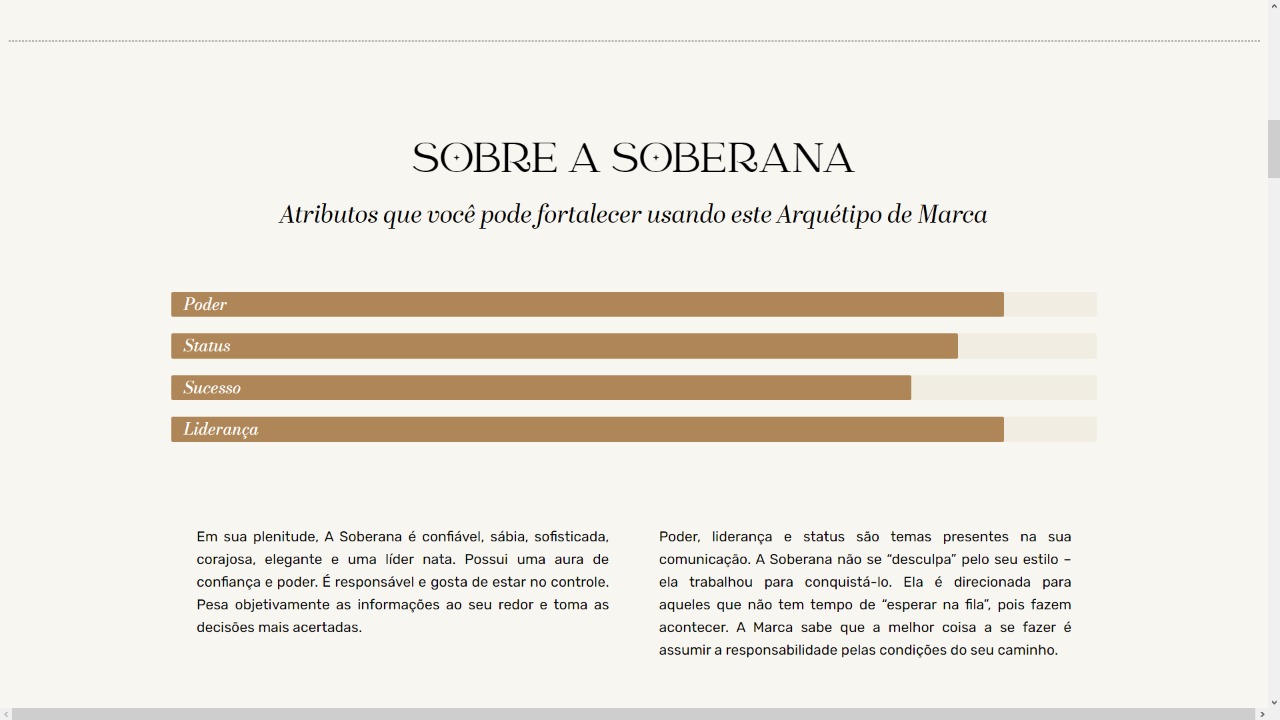 SOBRE A SOBERANA
Atributos que você pode fortalecer usando este Arquétipo de Marca
Poder
Status
Sucesso
Liderança
Em sua plenitude, A Soberana é confiável, sábia, sofisticada,
corajosa, elegante e uma líder nata. Possui uma aura de
confiança e poder. É responsável e gosta de estar no controle.
Pesa objetivamente as informações ao seu redor e toma as
decisões mais acertadas.
Poder, liderança e status são temas presentes na sua
comunicação. A Soberana não se “desculpa” pelo seu estilo –
ela trabalhou para conquistá-lo. Ela é direcionada para
aqueles que não tem tempo de “esperar na fila”, pois fazem
acontecer. A Marca sabe que a melhor coisa a se fazer é
assumir a responsabilidade pelas condições do seu caminho.